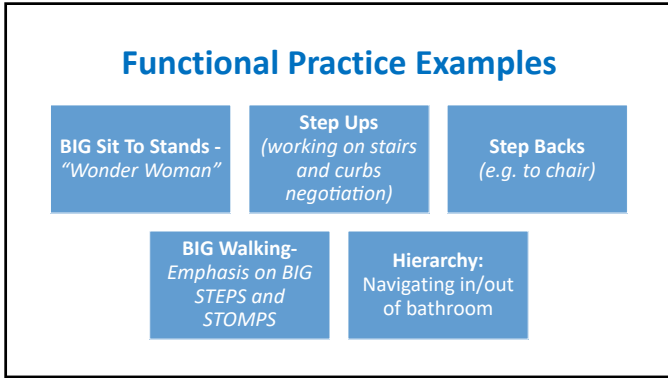 Functional Practice Examples
BIG Sit To Stands -
“Wonder Woman”
Step Ups
(working on stairs
and curbs
negotiation)
Step Backs
(e.g. to chair)
BIG Walking-
Emphasis on BIG
STEPS and
STOMPS
Hierarchy:
Navigating in/out
of bathroom